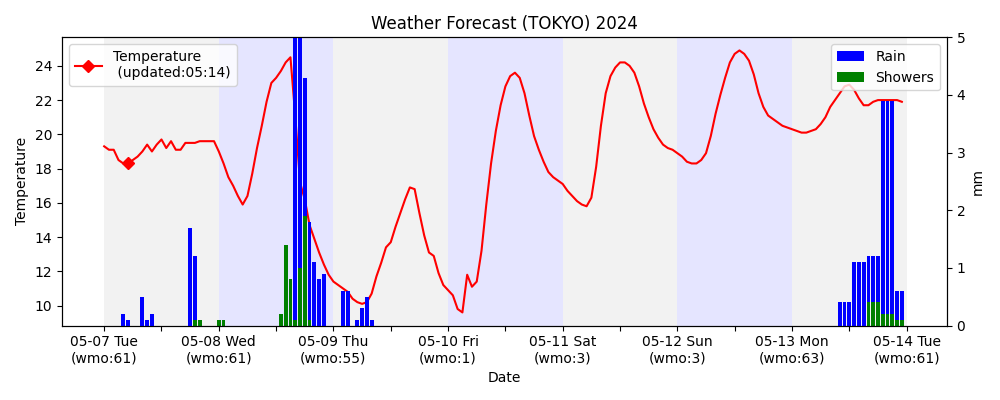 Weather Forecast (TOKYO) 2024
Temperature
(updated:05:14)
Rain
Showers
Temperature
24
22
20
18
16
14
12
10
5
4
3
2
1
0
mm
05-07 Tue
(wmo:61)
05-08 Wed
(wmo:61)
05-09 Thu
(wmo:55)
05-10 Fri
(wmo:1)
05-11 Sat
(wmo:3)
05-12 Sun
(wmo:3)
05-13 Mon
(wmo:63)
05-14 Tue
(wmo:61)
Date